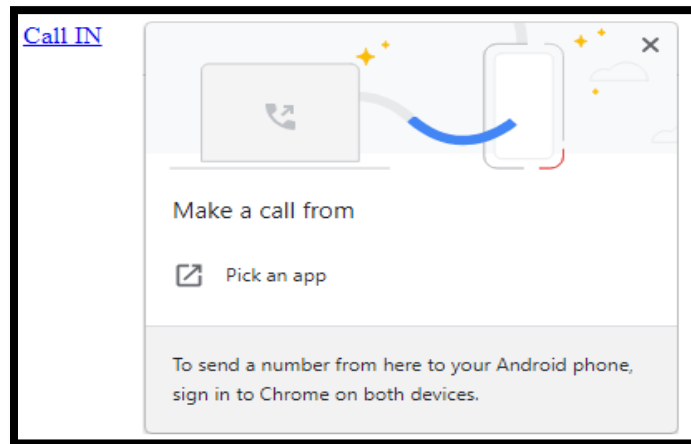 Call IN
Make a call from
Pick an app
To send a number from here to your Android phone,
sign in to Chrome on both devices.